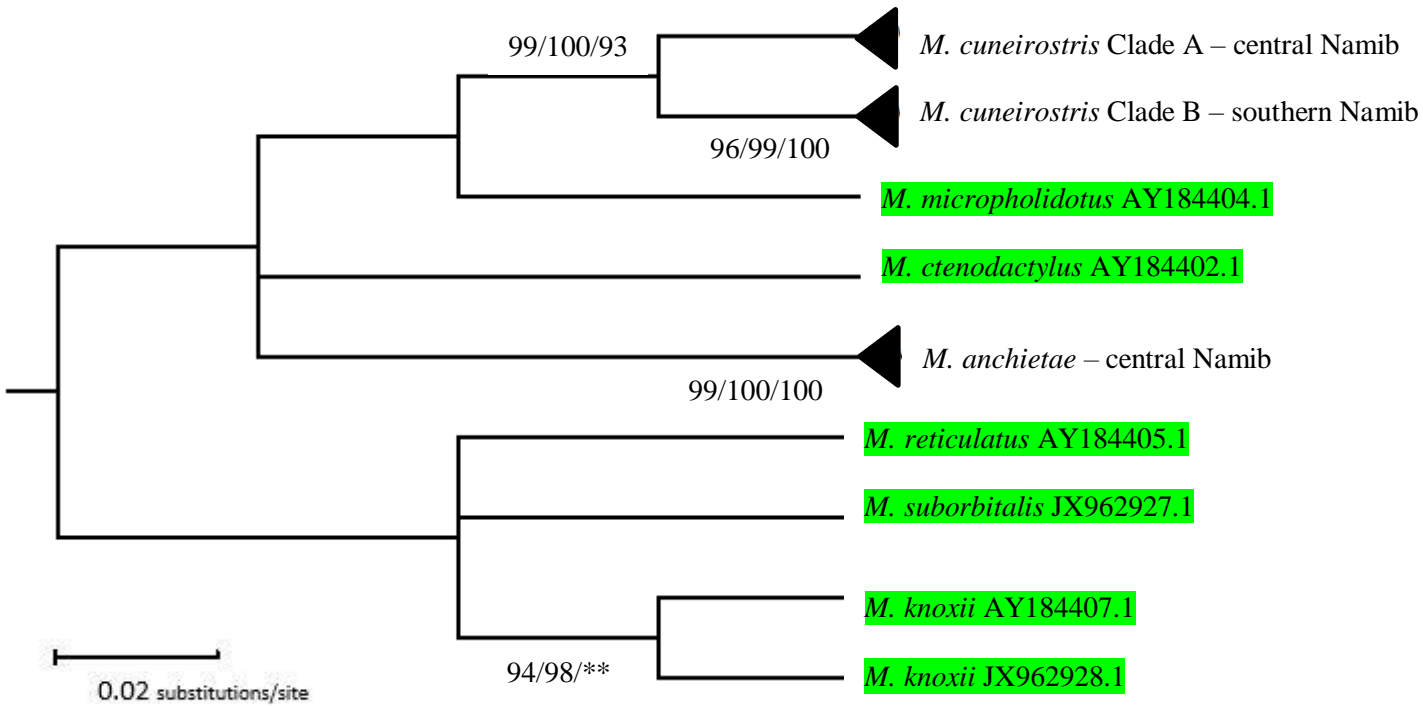 99/100/93
M. cuneirostris Clade A – central Namib
M. cuneirostris Clade B – southern Namib
96/99/100
M. micropholidotus AY184404.1
M. ctenodactylus AY184402.1
M. anchietae – central Namib
99/100/100
M. reticulatus AY184405.1
M. suborbitalis JX962927.1
M. knoxii AY184407.1
94/98/**
M. knoxii JX962928.1
0.02 substitutions/site